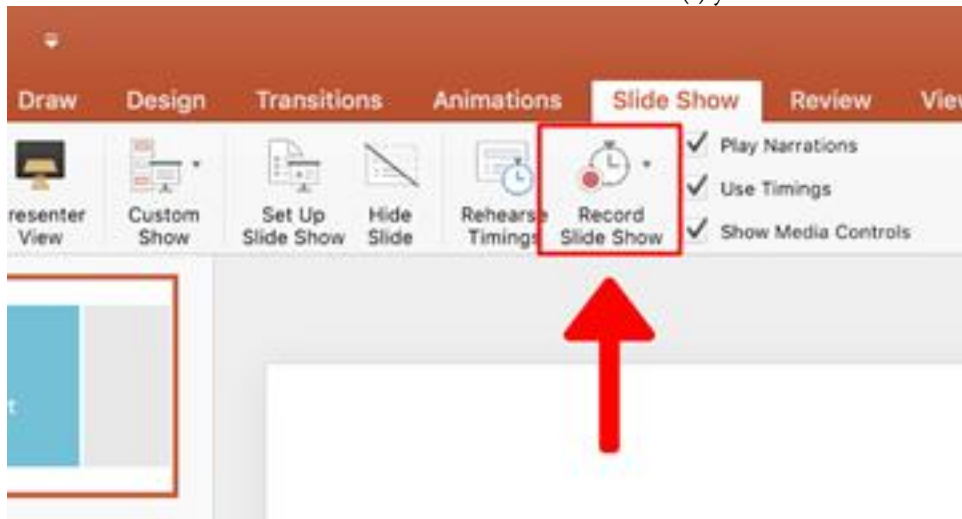 Draw Design Transitions Animations Slide Show Review View
Play Narrations
Use Timings
resenter Custom Set Up Hide Rehearse Record
View Show Slide Show Slide Timings Slide Show
Show Media Controls
t